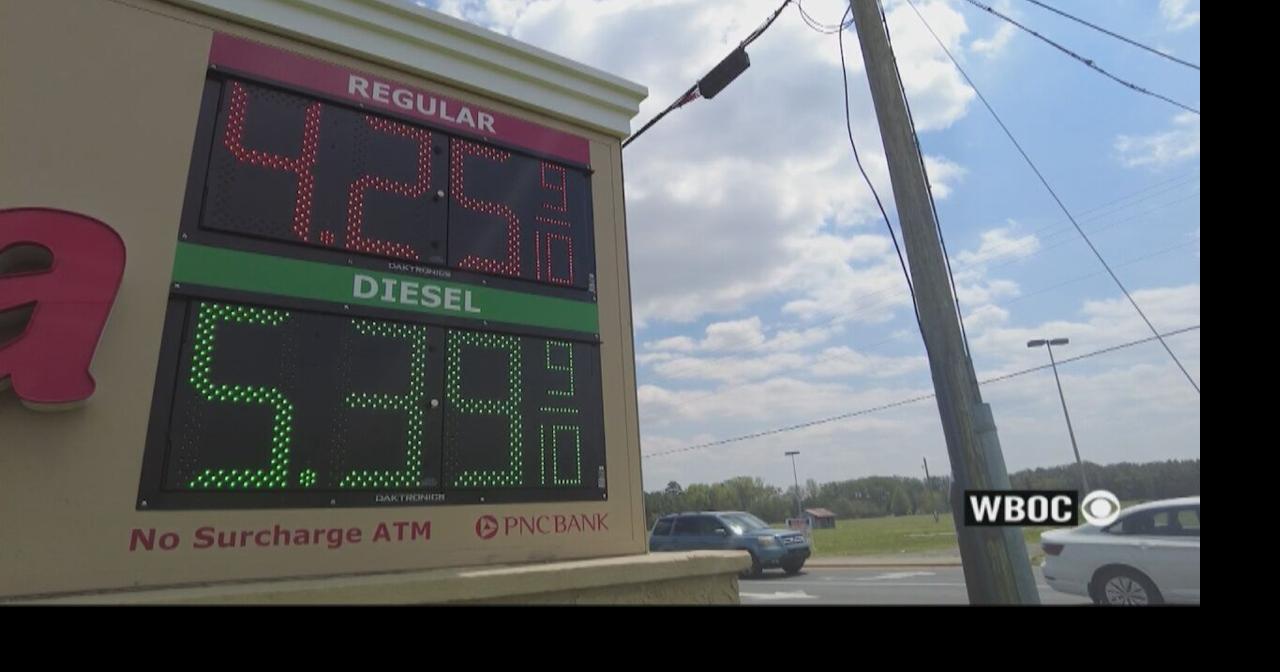 REGULAR
4.25 9/10
DAKTRONICS
DIESEL
5.39 9/10
DAKTRONICS
No Surcharge ATM
PNCBANK
a
WBOC